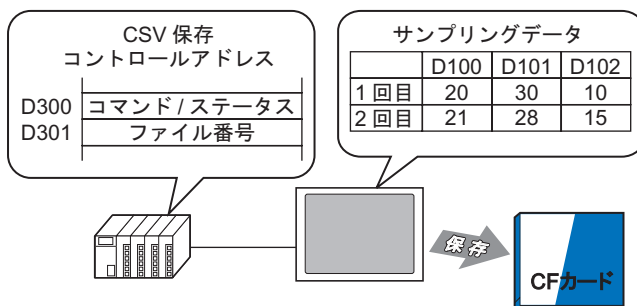 CSV 保存
コントロールアドレス
D300 コマンド / ステータス
D301 ファイル番号
サンプリングデータ
D100 D101 D102
1 回目 20 30 10
2 回目 21 28 15
保存
CFカード